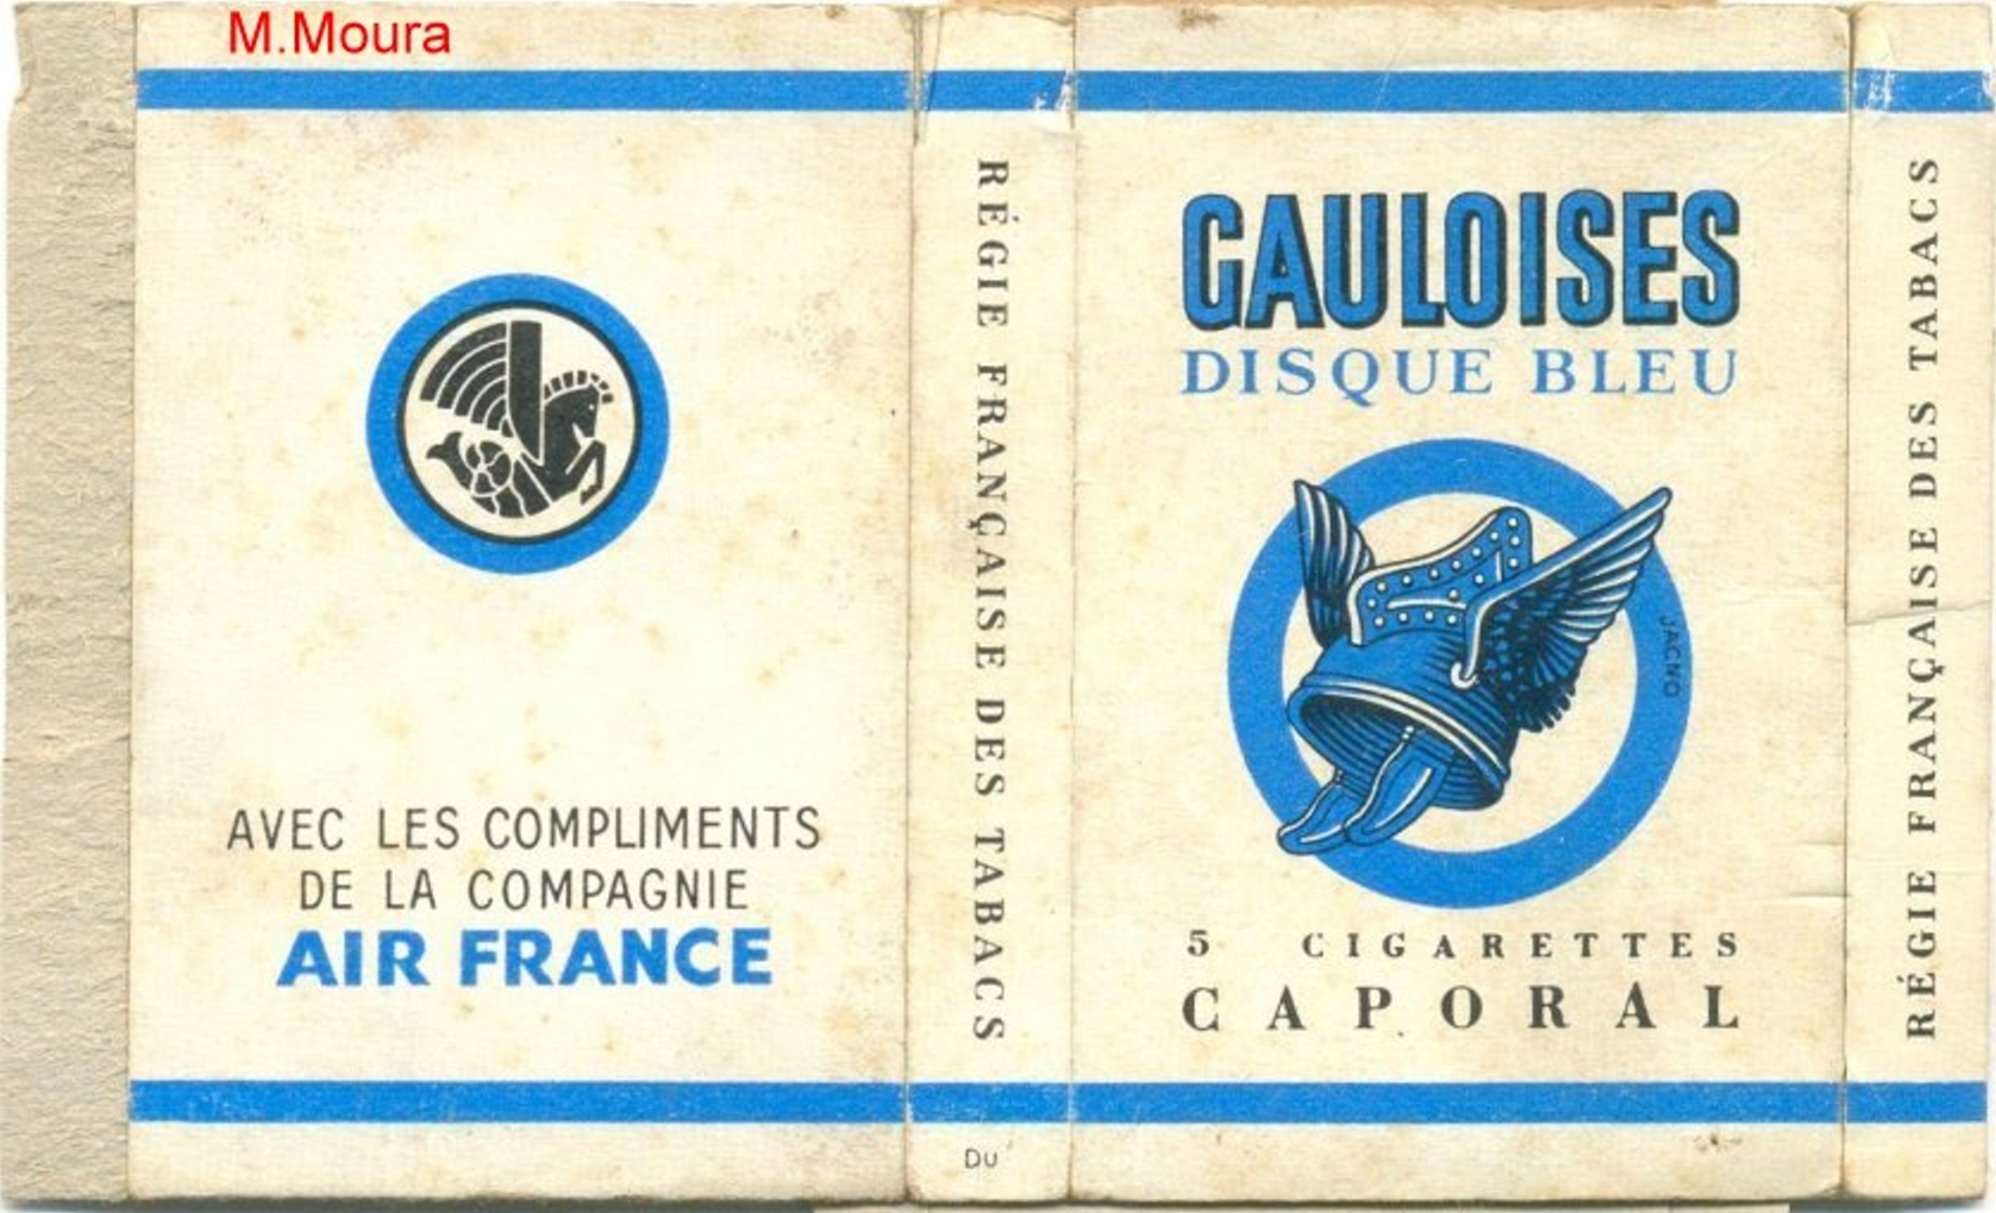 M.Moura
AVEC LES COMPLIMENTS
DE LA COMPAGNIE
AIR FRANCE
RÉGIE FRANÇAISE DES TABACS
DU
GAULOISES
DISQUE BLEU
JACNO
5 CIGARETTES
CAPORAL
RÉGIE FRANÇAISE DES TABACS